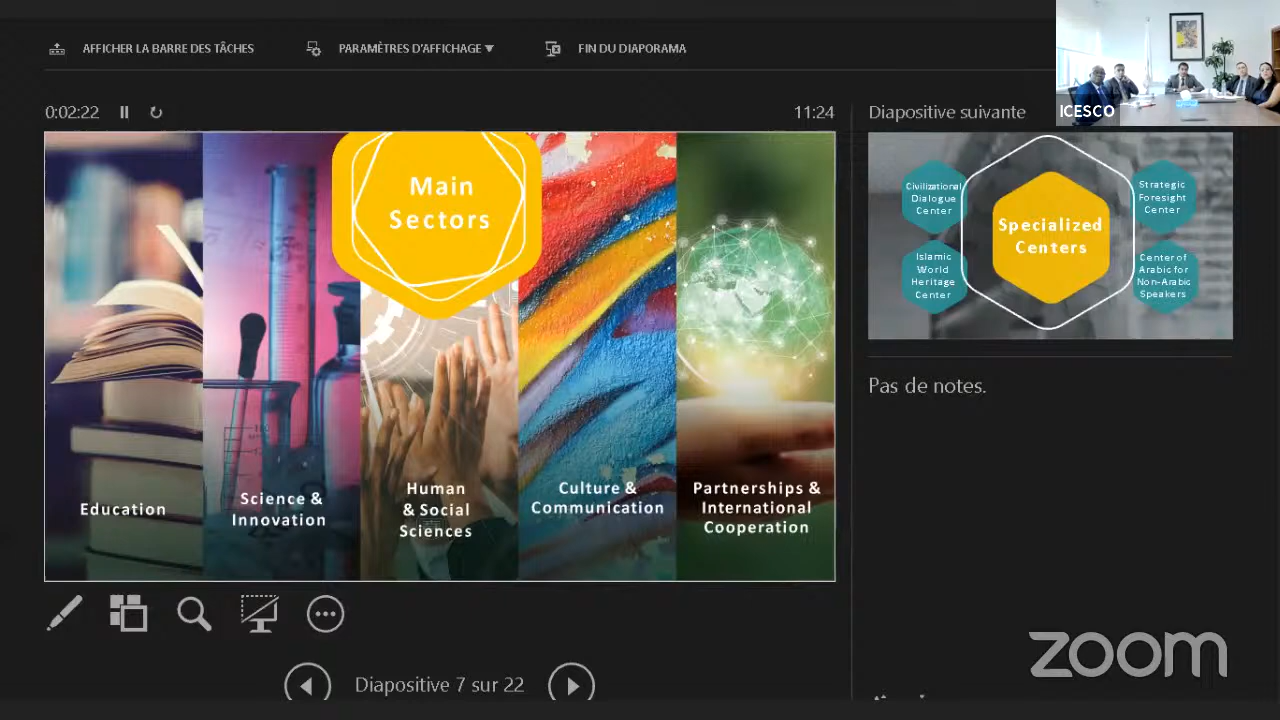 AFFICHER LA BARRE DES TÂCHES
PARAMÈTRES D'AFFICHAGE ▼
FIN DU DIAPORAMA
ICESCO
0:02:22
11:24
Main
Sectors
Education
Science &
Innovation
Human
& Social
Sciences
Culture &
Communication
Partnerships &
International
Cooperation
Diapositive suivante
Civilizational
Dialogue
Center
Islamic
World
Heritage
Center
Specialized
Centers
Strategic
Foresight
Center
Center of
Arabic for
Non-Arabic
Speakers
Pas de notes.
Diapositive 7 sur 22
zoom